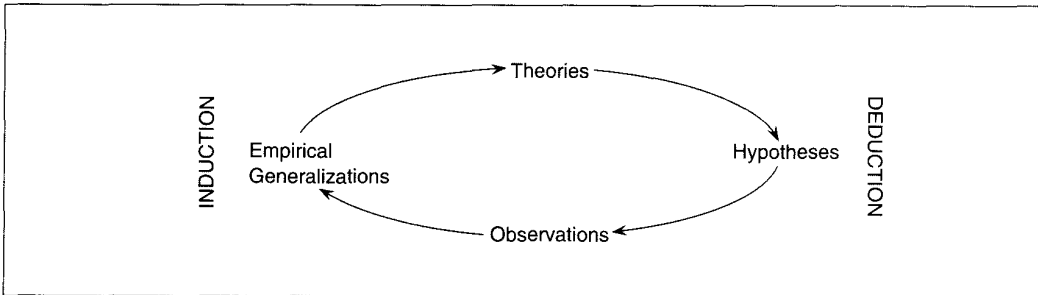 Theories
INDUCTION
Empirical
Generalizations
Hypotheses
DEDUCTION
Observations